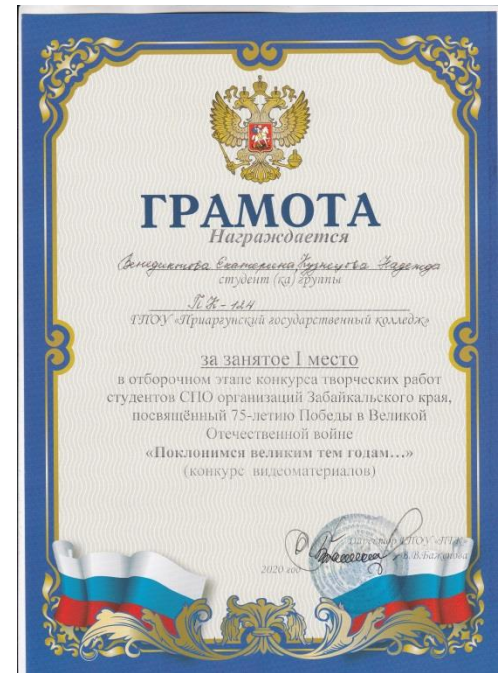 ГРАМОТА
Награждается
Бенедиктова Екатерина, Кузнецова Надежда
студент (ка) группы
ПК-124
ГПОУ «Приаргунский государственный колледж»
за занятое I место
в отборочном этапе конкурса творческих работ
студентов СПО организаций Забайкальского края,
посвящённый 75-летию Победы в Великой
Отечественной войне
«Поклонимся великим тем годам…»
(конкурс видеоматериалов)
Директор ГПОУ «ПГК»
2020 год